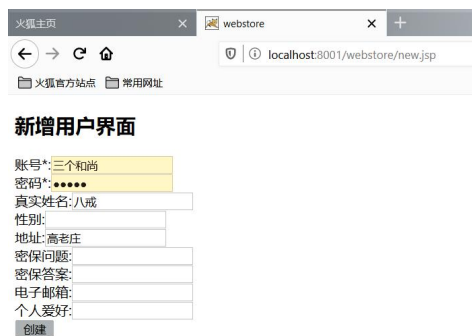 火狐主页
webstore
localhost:8001/webstore/new.jsp
火狐官方站点 常用网址
新增用户界面
账号*:三个和尚
密码*:●●●●●
真实姓名:八戒
性别:
地址:高老庄
密保问题:
密保答案:
电子邮箱:
个人爱好:
创建